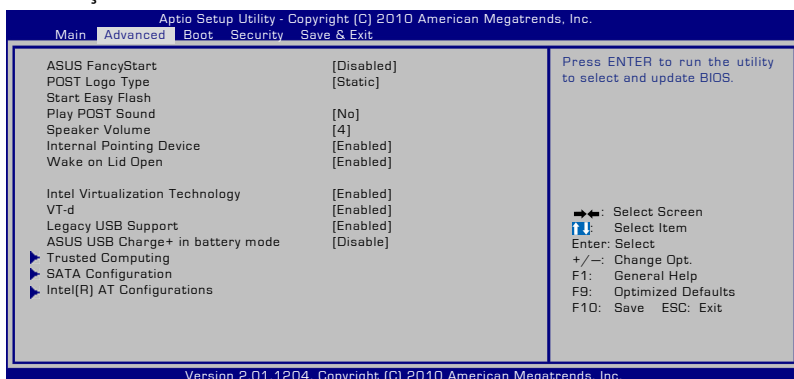 Aptio Setup Utility - Copyright (C) 2010 American Megatrends, Inc.
Main Advanced Boot Security Save & Exit
ASUS FancyStart [Disabled]
POST Logo Type [Static]
Start Easy Flash
Play POST Sound [No]
Speaker Volume [4]
Internal Pointing Device [Enabled]
Wake on Lid Open [Enabled]
Intel Virtualization Technology [Enabled]
VT-d [Enabled]
Legacy USB Support [Enabled]
ASUS USB Charge+ in battery mode [Disable]
Trusted Computing
SATA Configuration
Intel(R) AT Configurations
Press ENTER to run the utility
to select and update BIOS.
→←: Select Screen
↑↓: Select Item
Enter: Select
+/—: Change Opt.
F1: General Help
F9: Optimized Defaults
F10: Save ESC: Exit
Version 2.01.1204. Copyright (C) 2010 American Megatrends, Inc.